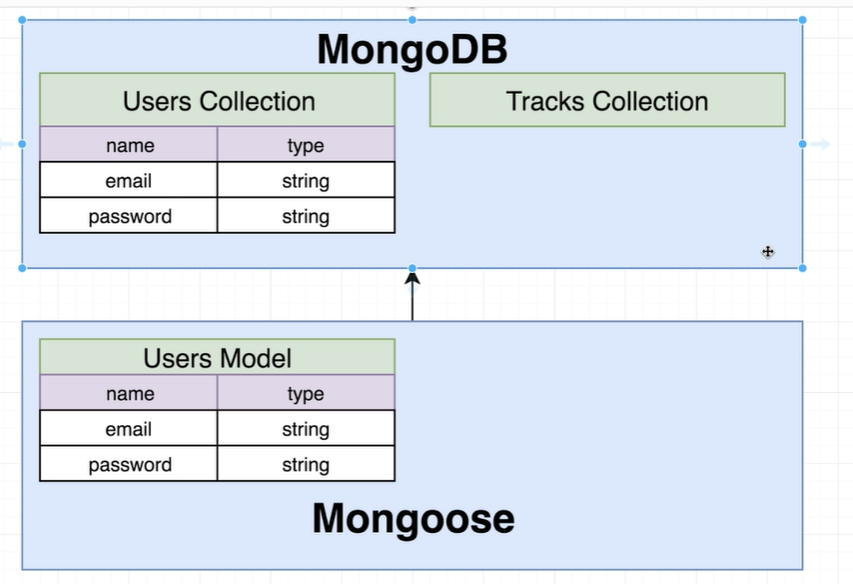 MongoDB
Users Collection
name type
email string
password string
Tracks Collection
Users Model
name type
email string
password string
Mongoose